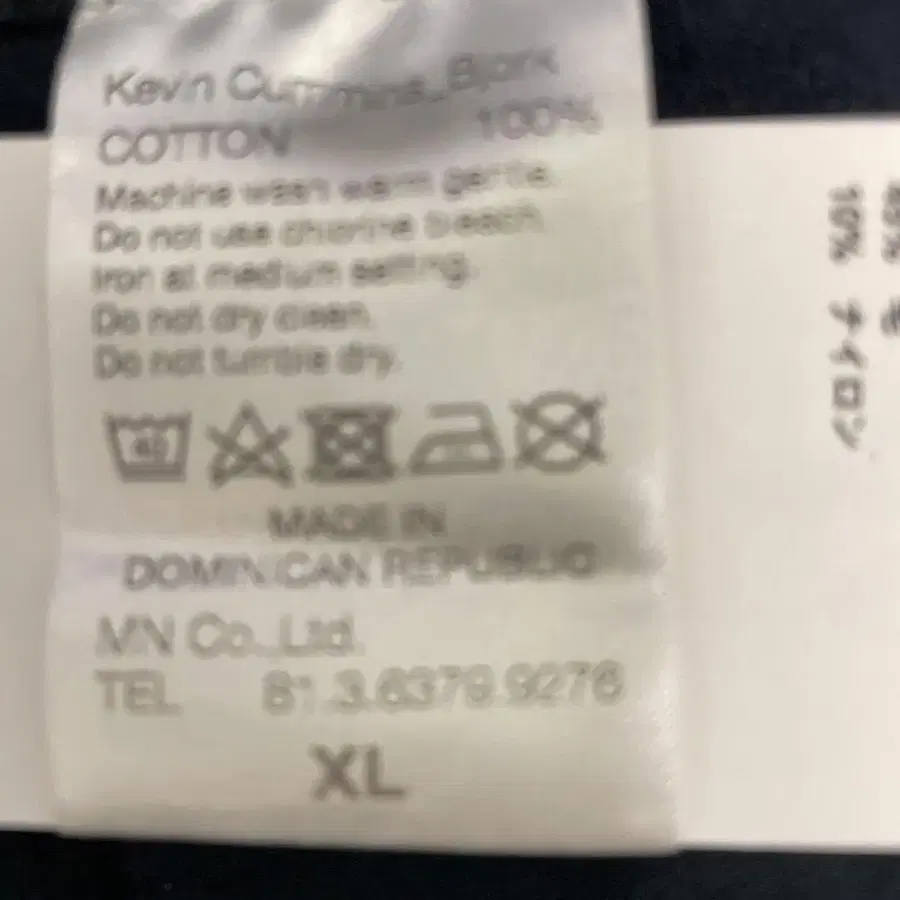 Kevin Cummins_Bjork
COTTON 100%
Machine wash warm gentle.
Do not use chlorine bleach.
Iron at medium setting.
Do not dry clean.
Do not tumble dry.
40
MADE IN
DOMINICAN REPUBLIC
MN Co.,Ltd.
TEL 81.3.6379.9276
XL
10% ナイロン